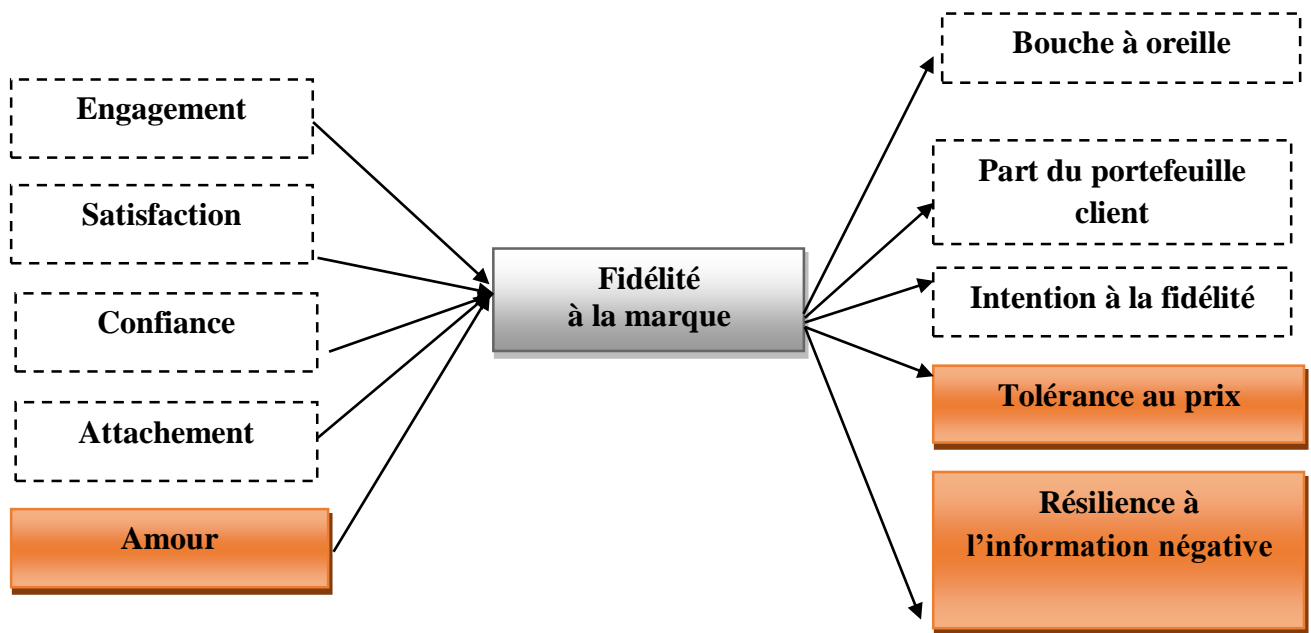 Engagement
Satisfaction
Confiance
Attachement
Amour
Fidélité
à la marque
Bouche à oreille
Part du portefeuille
client
Intention à la fidélité
Tolérance au prix
Résilience à
l’information négative